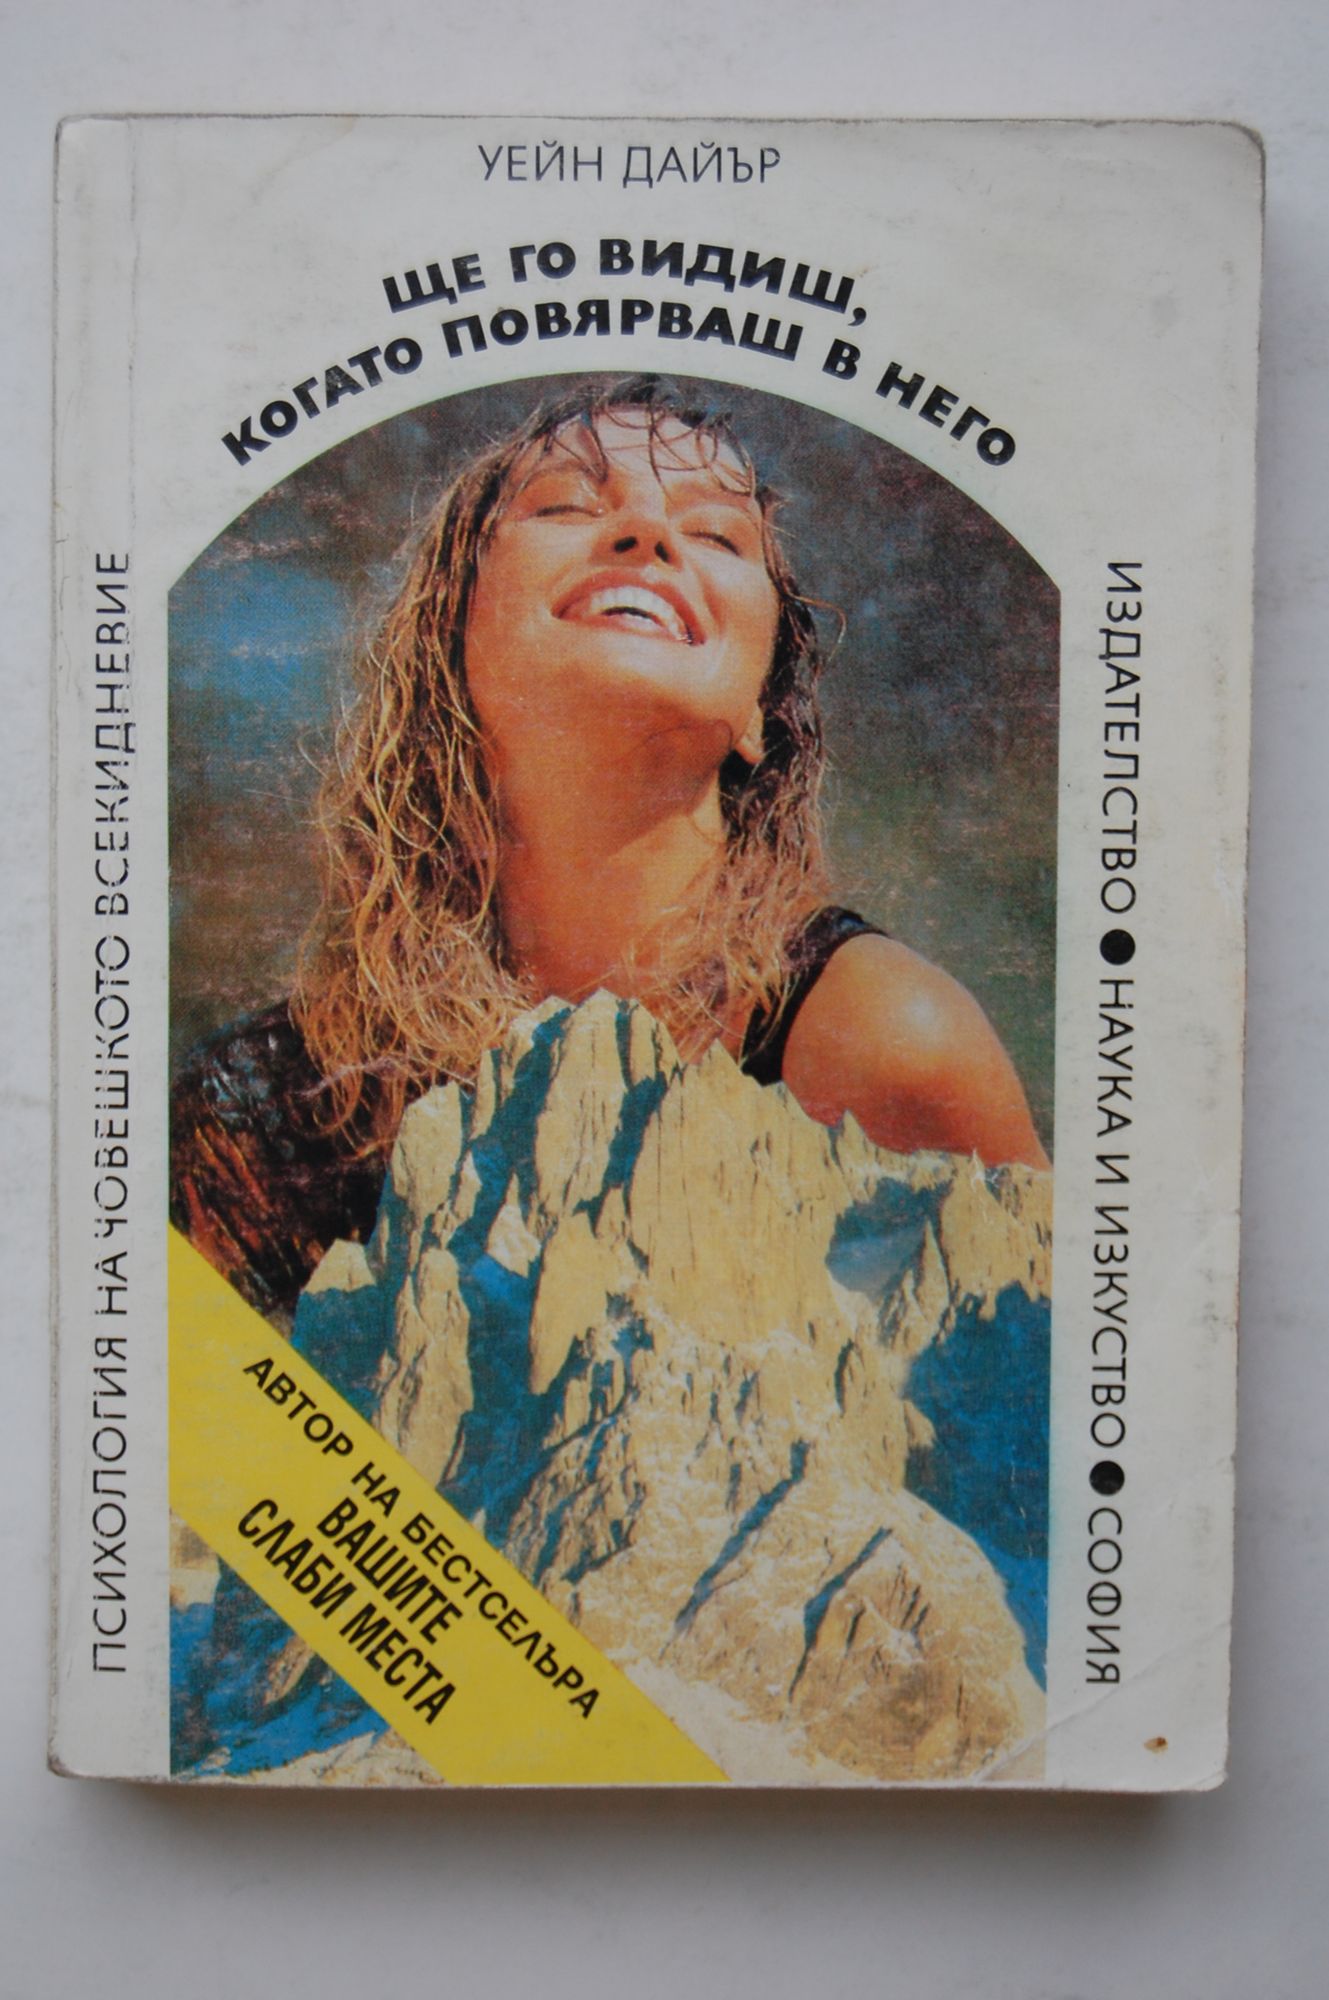 УЕЙН ДАЙЪР
ЩЕ ГО ВИДИШ,
КОГАТО ПОВЯРВАШ В НЕГО
ПСИХОЛОГИЯ НА ЧОВЕШКОТО ВСЕКИДНЕВИЕ
ИЗДАТЕЛСТВО ● НАУКА И ИЗКУСТВО ● СОФИЯ
АВТОР НА БЕСТСЕЛЪРА
ВАШИТЕ
СЛАБИ МЕСТА